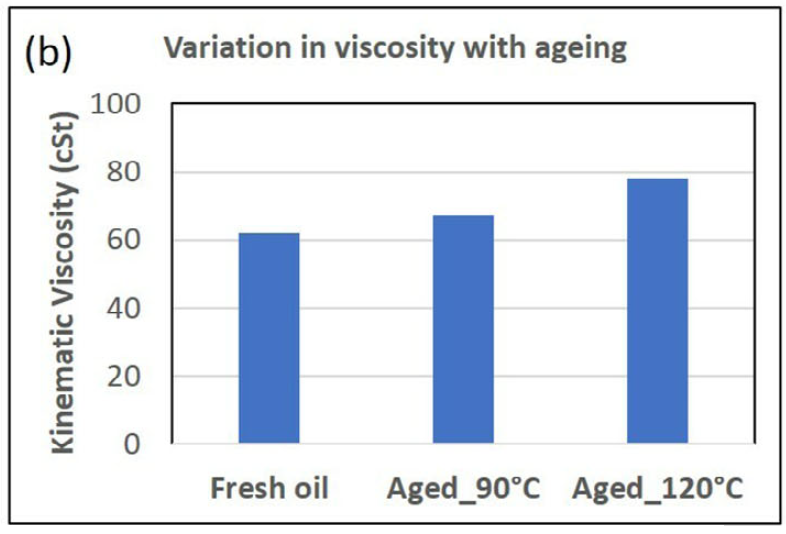 (b)
Variation in viscosity with ageing
Kinematic Viscosity (cSt)
100
80
60
40
20
0
Fresh oil
Aged_90°C
Aged_120°C